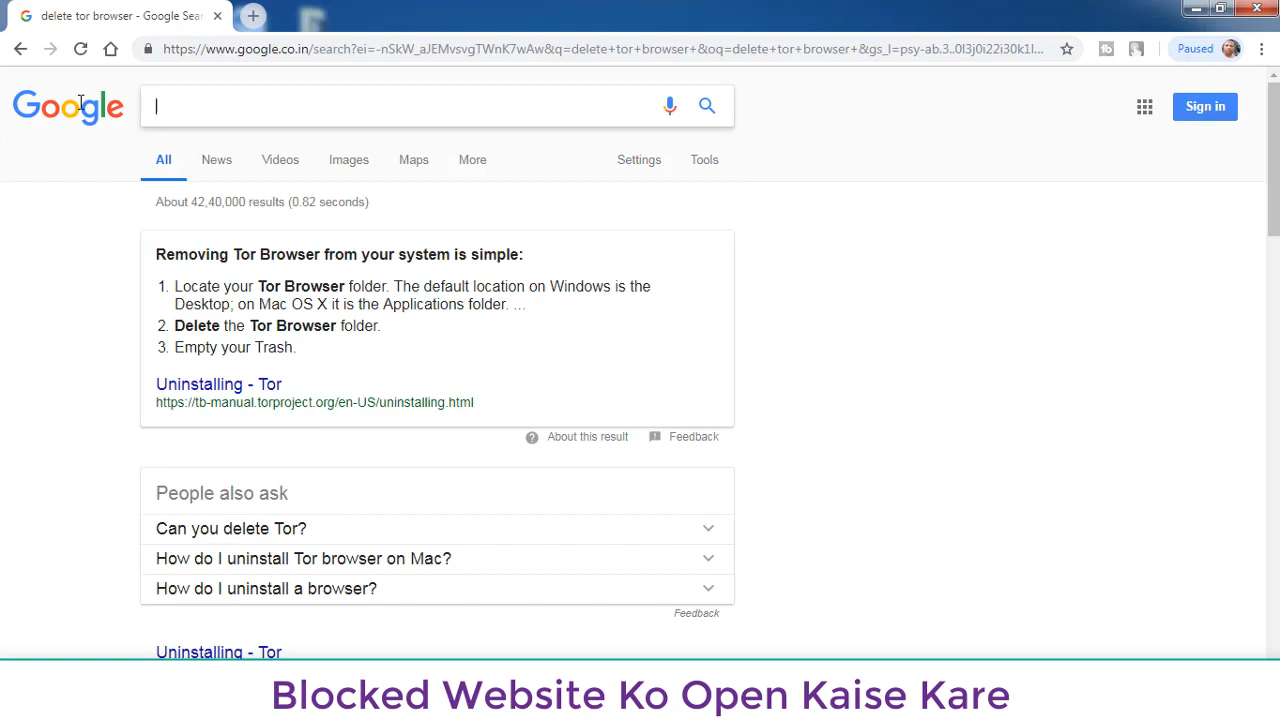 delete tor browser - Google Sear
https://www.google.co.in/search?ei=-nSkW_aJEMvsvgTWnK7wAw&q=delete+tor+browser+&oq=delete+tor+browser+&gs_l=psy-ab.3..0l3j0i22i30k1l...
Paused
Google
Sign in
All News Videos Images Maps More Settings Tools
About 42,40,000 results (0.82 seconds)
Removing Tor Browser from your system is simple:
1. Locate your Tor Browser folder. The default location on Windows is the
Desktop; on Mac OS X it is the Applications folder. ...
2. Delete the Tor Browser folder.
3. Empty your Trash.
Uninstalling - Tor
https://tb-manual.torproject.org/en-US/uninstalling.html
About this result Feedback
People also ask
Can you delete Tor?
How do I uninstall Tor browser on Mac?
How do I uninstall a browser?
Feedback
Uninstalling - Tor
Blocked Website Ko Open Kaise Kare